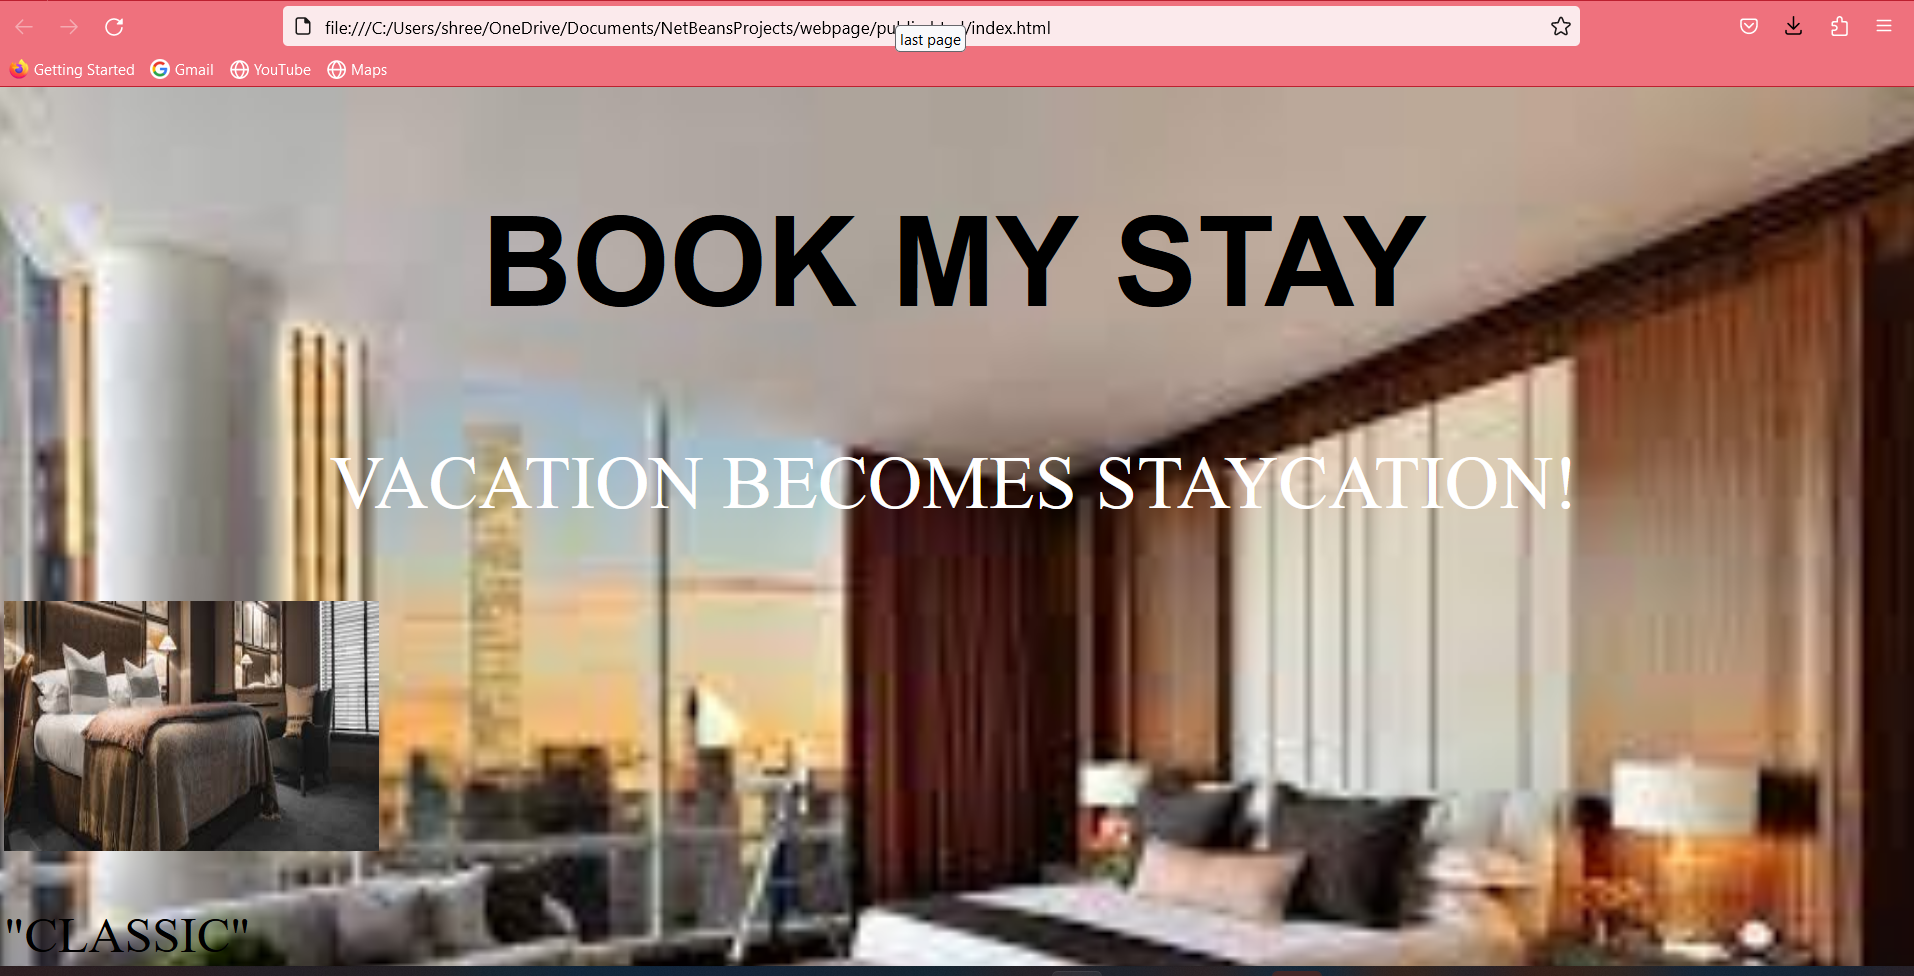 file:///C:/Users/shree/OneDrive/Documents/NetBeansProjects/webpage/public_html/index.html
last page
Getting Started Gmail YouTube Maps
BOOK MY STAY
VACATION BECOMES STAYCATION!
"CLASSIC"